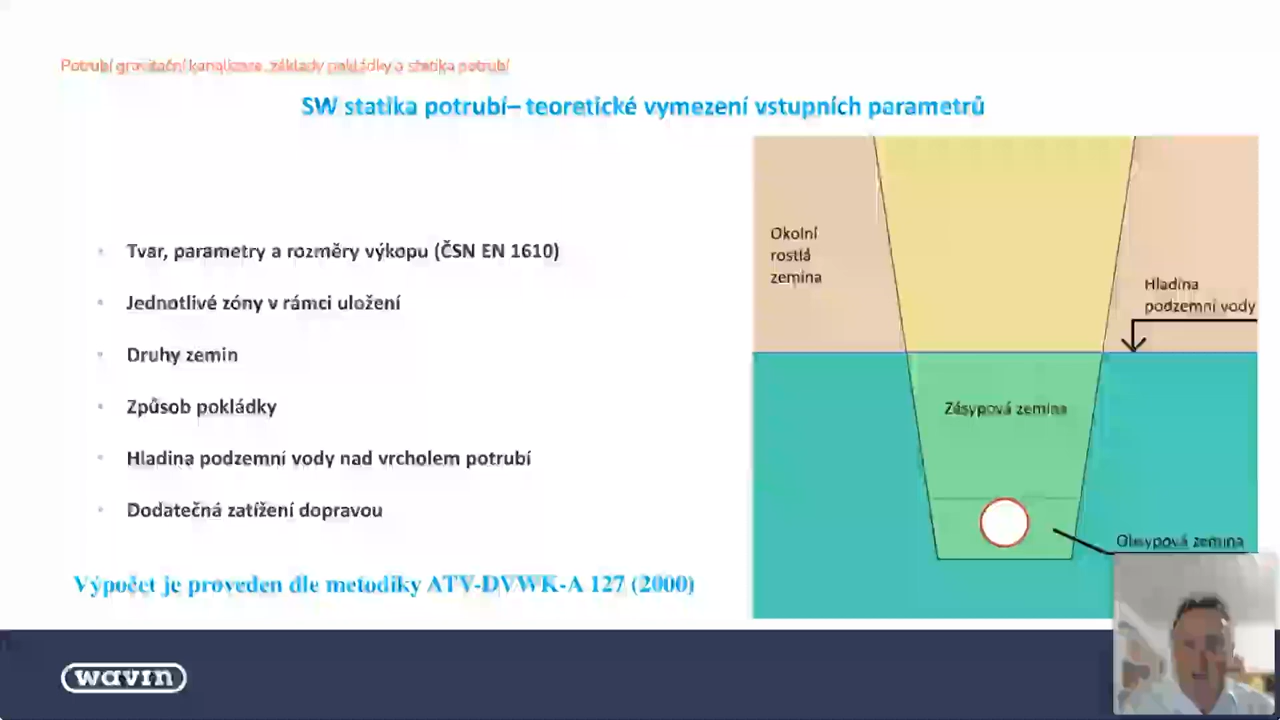 Potrubí gravitační kanalizace, základy pokládky a statika potrubí
SW statika potrubí– teoretické vymezení vstupních parametrů
• Tvar, parametry a rozměry výkopu (ČSN EN 1610)
• Jednotlivé zóny v rámci uložení
• Druhy zemin
• Způsob pokládky
• Hladina podzemní vody nad vrcholem potrubí
• Dodatečná zatížení dopravou
Výpočet je proveden dle metodiky ATV-DVWK-A 127 (2000)
Okolní
rostlá
zemina
Hladina
podzemní vody
Zásypová zemina
Obsypová zemina
wavin